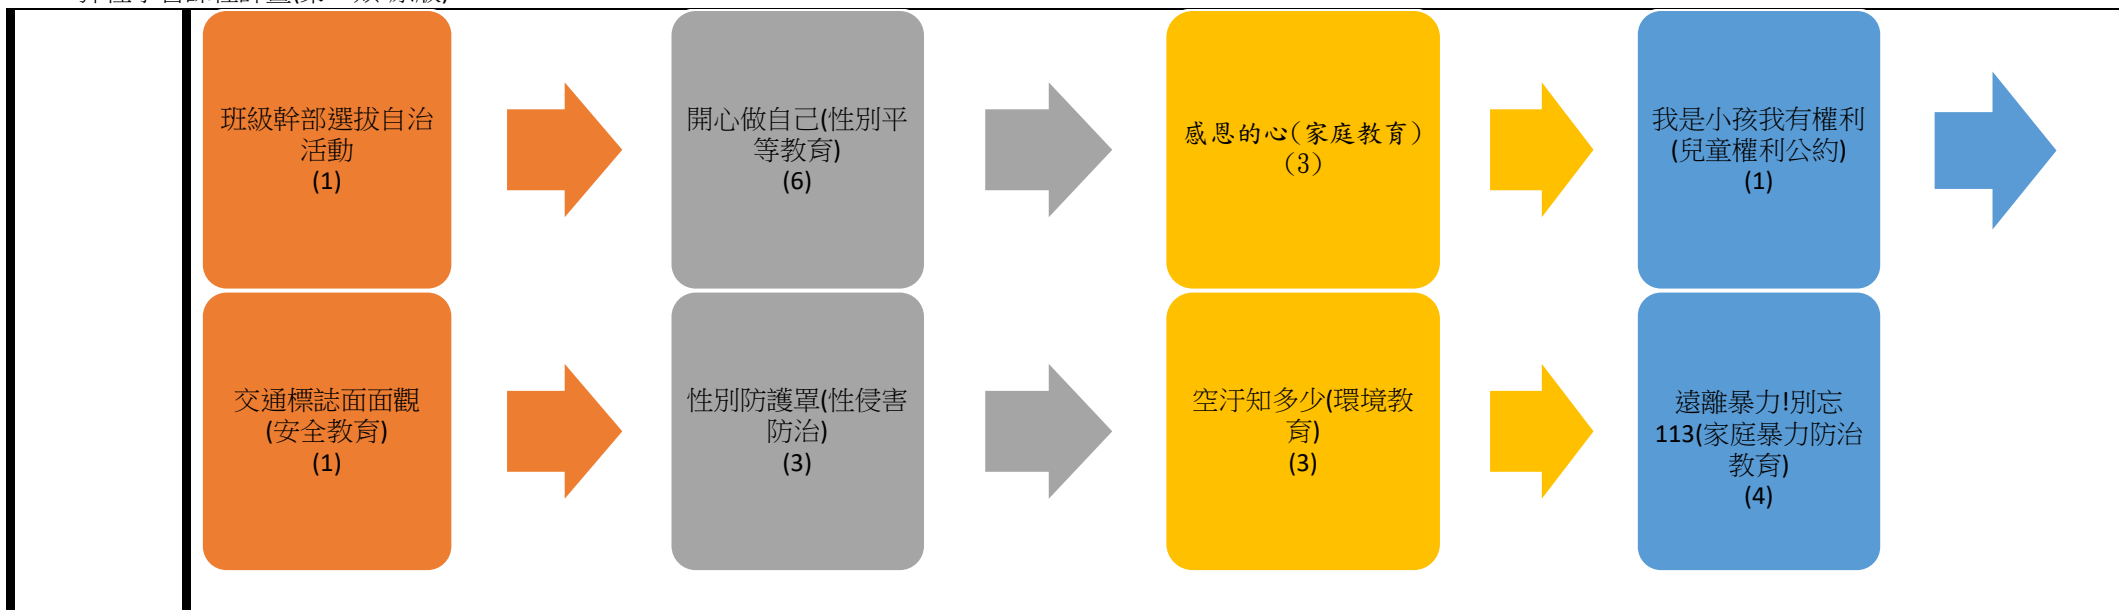 班級幹部選拔自治
活動
(1)
開心做自己(性別平
等教育)
(6)
感恩的心(家庭教育)
(3)
我是小孩我有權利
(兒童權利公約)
(1)
交通標誌面面觀
(安全教育)
(1)
性別防護罩(性侵害
防治)
(3)
空汙知多少(環境教
育)
(3)
遠離暴力!別忘
113(家庭暴力防治
教育)
(4)